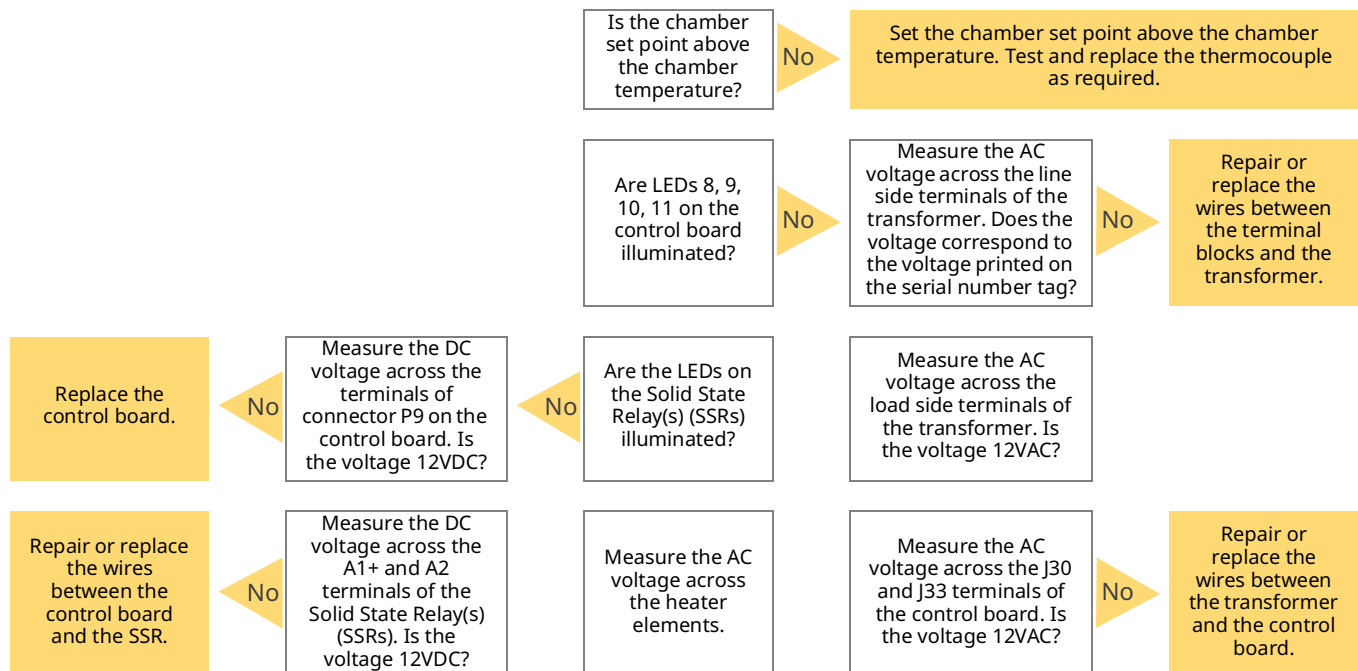 Is the chamber
set point above
the chamber
temperature?
No
Set the chamber set point above the chamber
temperature. Test and replace the thermocouple
as required.
Are LEDs 8, 9,
10, 11 on the
control board
illuminated?
No
Measure the AC
voltage across the line
side terminals of the
transformer. Does the
voltage correspond to
the voltage printed on
the serial number tag?
No
Repair or
replace the
wires between
the terminal
blocks and the
transformer.
Replace the
control board.
No
Measure the DC
voltage across the
terminals of
connector P9 on the
control board. Is
the voltage 12VDC?
No
Are the LEDs on
the Solid State
Relay(s) (SSRs)
illuminated?
Measure the AC
voltage across the
load side terminals of
the transformer. Is
the voltage 12VAC?
Repair or replace
the wires
between the
control board
and the SSR.
No
Measure the DC
voltage across the
A1+ and A2
terminals of the
Solid State Relay(s)
(SSRs). Is the
voltage 12VDC?
Measure the AC
voltage across
the heater
elements.
Measure the AC
voltage across the J30
and J33 terminals of
the control board. Is
the voltage 12VAC?
No
Repair or
replace the
wires between
the transformer
and the control
board.